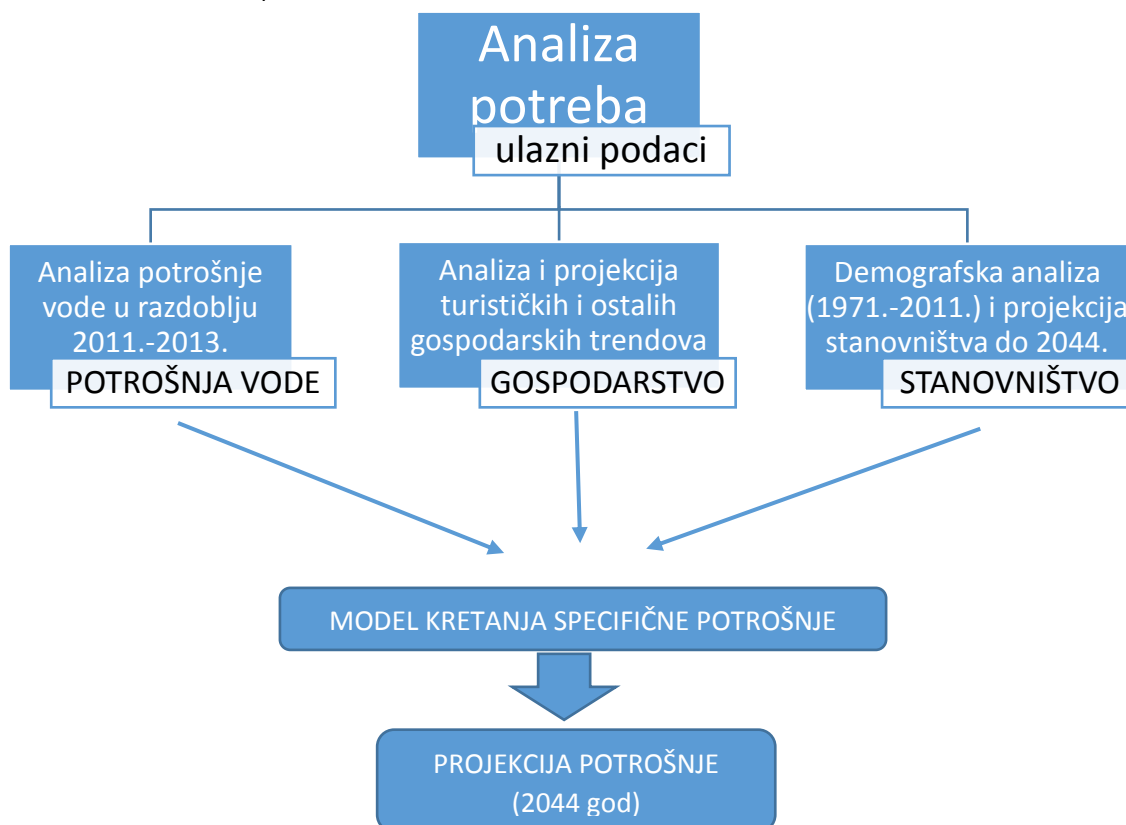 Analiza
potreba
ulazni podaci
Analiza potrošnje
vode u razdoblju
2011.-2013.
POTROŠNJA VODE
Analiza i projekcija
turističkih i ostalih
gospodarskih trendova
GOSPODARSTVO
Demografska analiza
(1971.-2011.) i projekcija
stanovništva do 2044.
STANOVNIŠTVO
MODEL KRETANJA SPECIFIČNE POTROŠNJE
PROJEKCIJA POTROŠNJE
(2044 god)